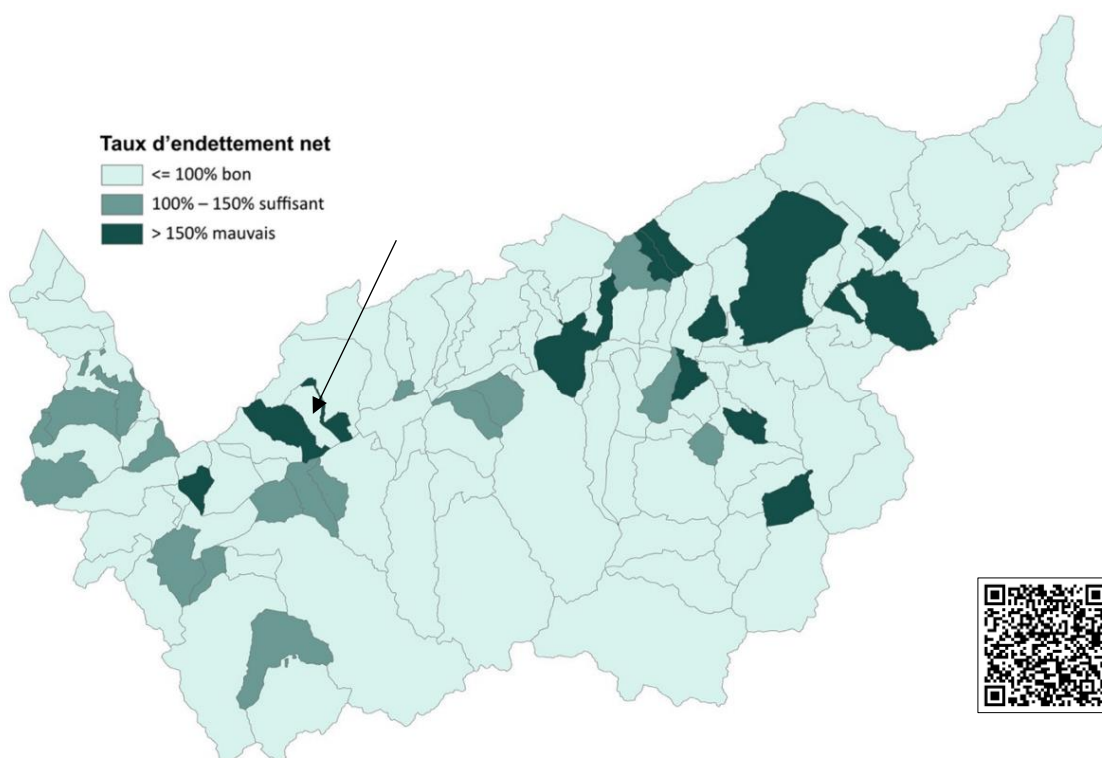 Taux d'endettement net
<= 100% bon
100% – 150% suffisant
> 150% mauvais